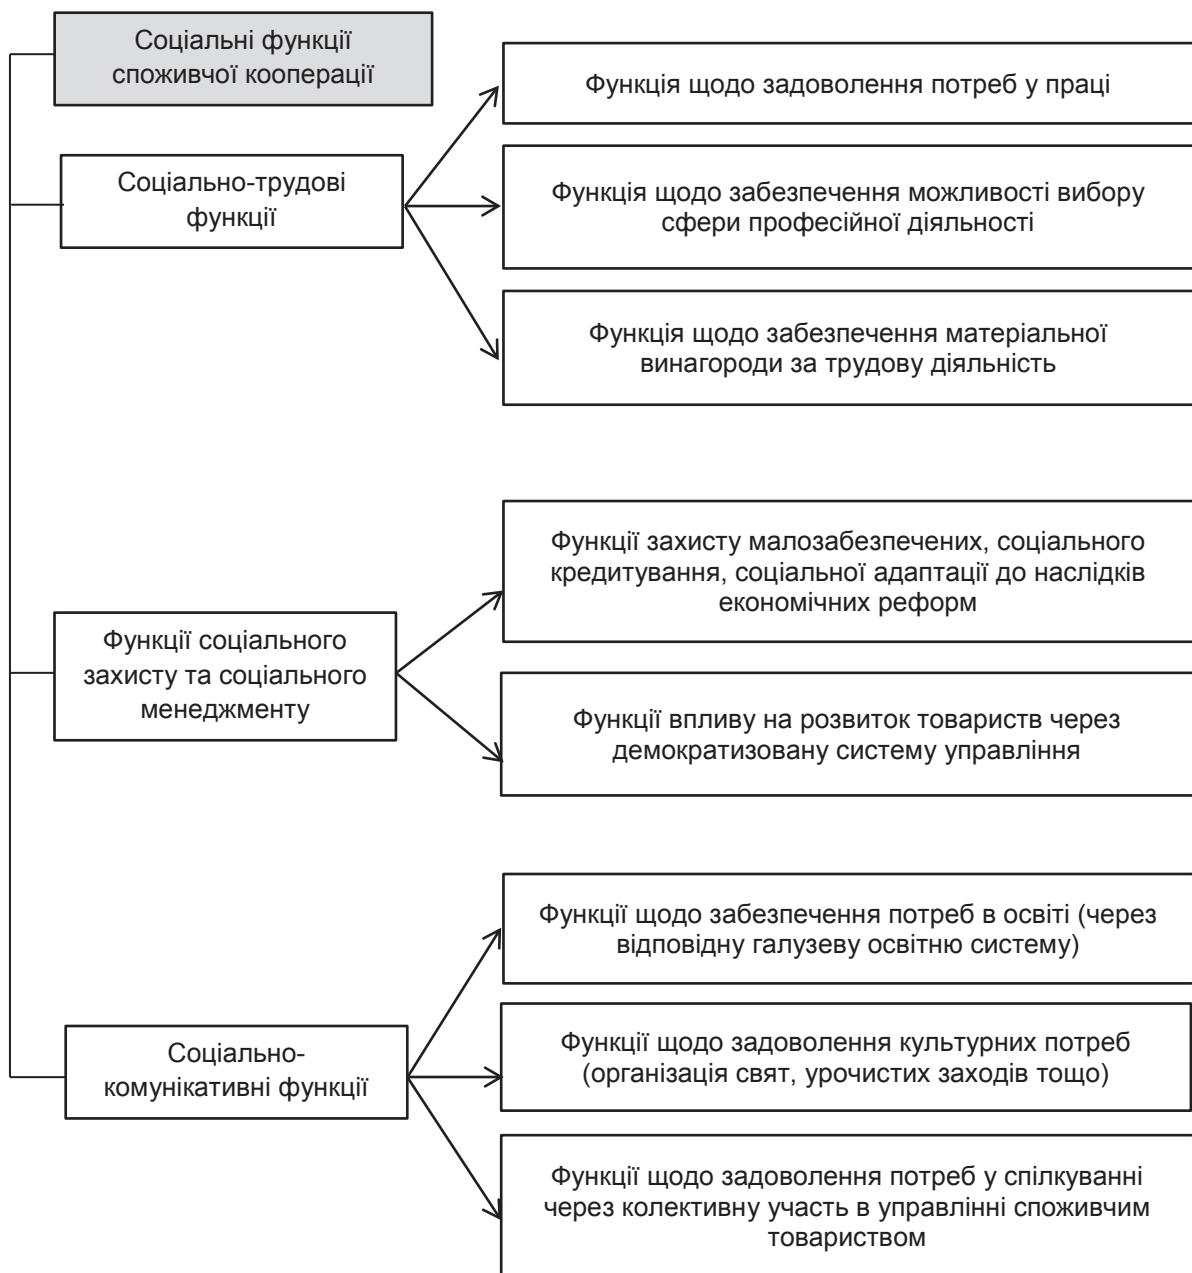 Соціальні функції
споживчої кооперації
Функція щодо задоволення потреб у праці
Соціально-трудові
функції
Функція щодо забезпечення можливості вибору
сфери професійної діяльності
Функція щодо забезпечення матеріальної
винагороди за трудову діяльність
Функції захисту малозабезпечених, соціального
кредитування, соціальної адаптації до наслідків
економічних реформ
Функції соціального
захисту та соціального
менеджменту
Функції впливу на розвиток товариств через
демократизовану систему управління
Функції щодо забезпечення потреб в освіті (через
відповідну галузеву освітню систему)
Соціально-
комунікативні функції
Функції щодо задоволення культурних потреб
(організація свят, урочистих заходів тощо)
Функції щодо задоволення потреб у спілкуванні
через колективну участь в управлінні споживчим
товариством